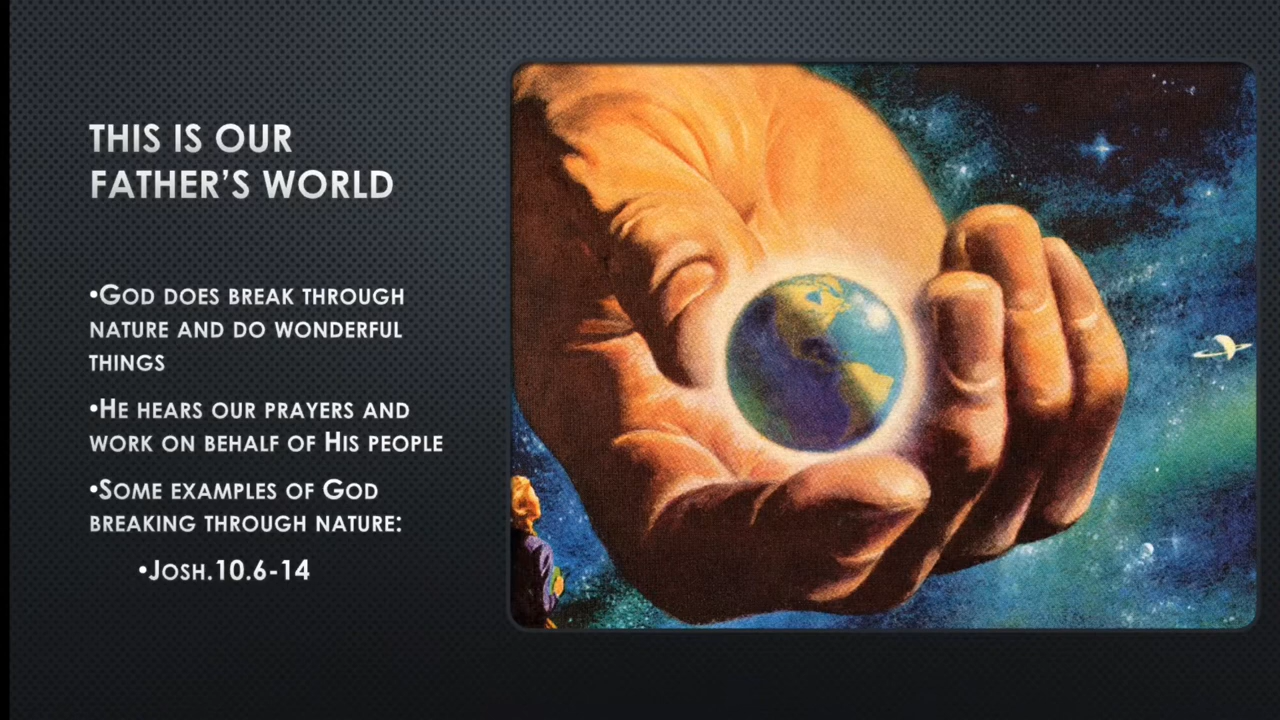 THIS IS OUR
FATHER’S WORLD
•GOD DOES BREAK THROUGH
NATURE AND DO WONDERFUL
THINGS
•HE HEARS OUR PRAYERS AND
WORK ON BEHALF OF HIS PEOPLE
•SOME EXAMPLES OF GOD
BREAKING THROUGH NATURE:
•JOSH.10.6-14